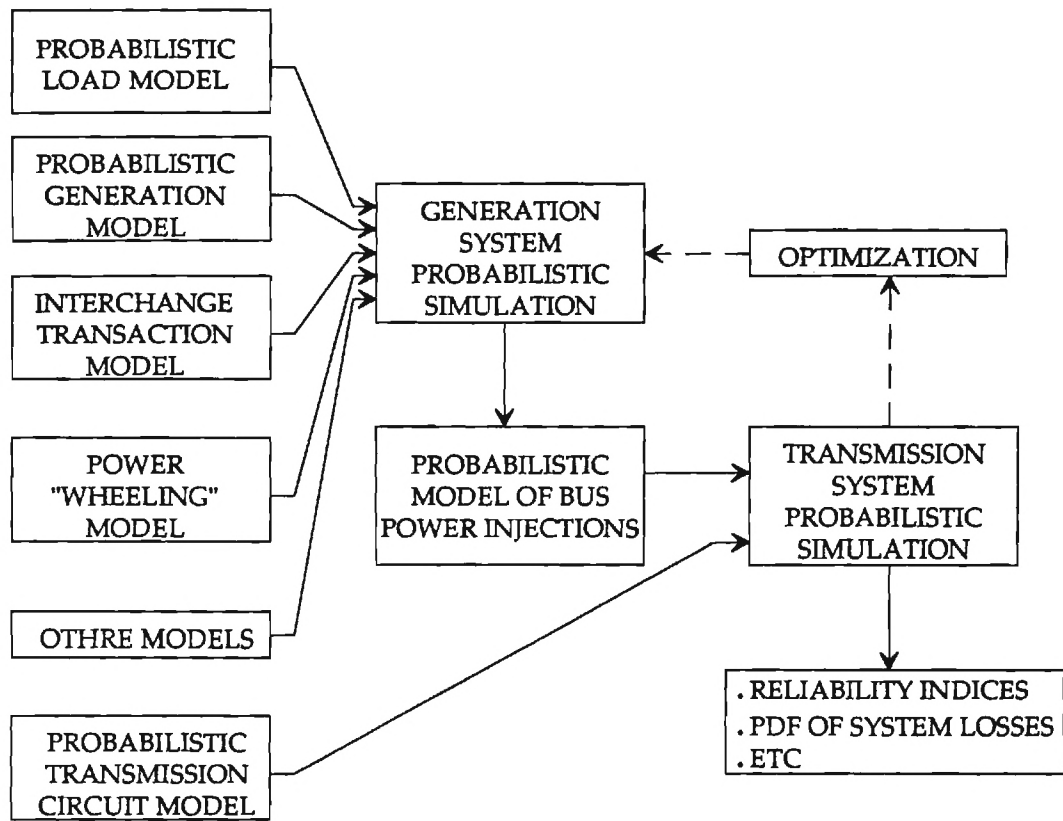 PROBABILISTIC
LOAD MODEL
PROBABILISTIC
GENERATION
MODEL
INTERCHANGE
TRANSACTION
MODEL
POWER
"WHEELING"
MODEL
OTHRE MODELS
PROBABILISTIC
TRANSMISSION
CIRCUIT MODEL
GENERATION
SYSTEM
PROBABILISTIC
SIMULATION
PROBABILISTIC
MODEL OF BUS
POWER INJECTIONS
OPTIMIZATION
TRANSMISSION
SYSTEM
PROBABILISTIC
SIMULATION
. RELIABILITY INDICES
. PDF OF SYSTEM LOSSES
. ETC